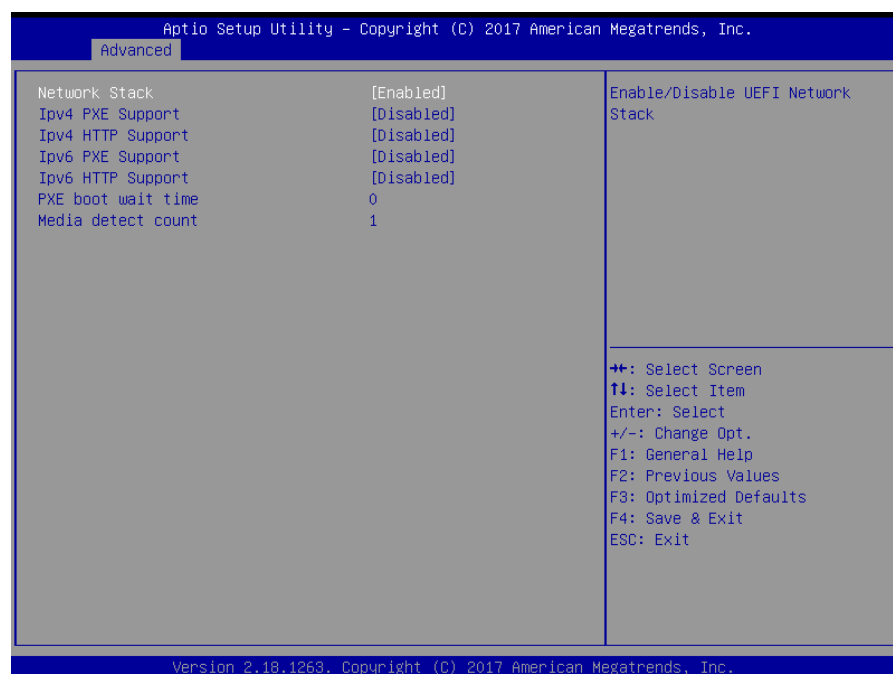 Aptio Setup Utility – Copyright (C) 2017 American Megatrends, Inc.
Advanced
Network Stack [Enabled]
Ipv4 PXE Support [Disabled]
Ipv4 HTTP Support [Disabled]
Ipv6 PXE Support [Disabled]
Ipv6 HTTP Support [Disabled]
PXE boot wait time 0
Media detect count 1
Enable/Disable UEFI Network
Stack
→←: Select Screen
↑↓: Select Item
Enter: Select
+/-: Change Opt.
F1: General Help
F2: Previous Values
F3: Optimized Defaults
F4: Save & Exit
ESC: Exit
Version 2.18.1263. Copyright (C) 2017 American Megatrends, Inc.